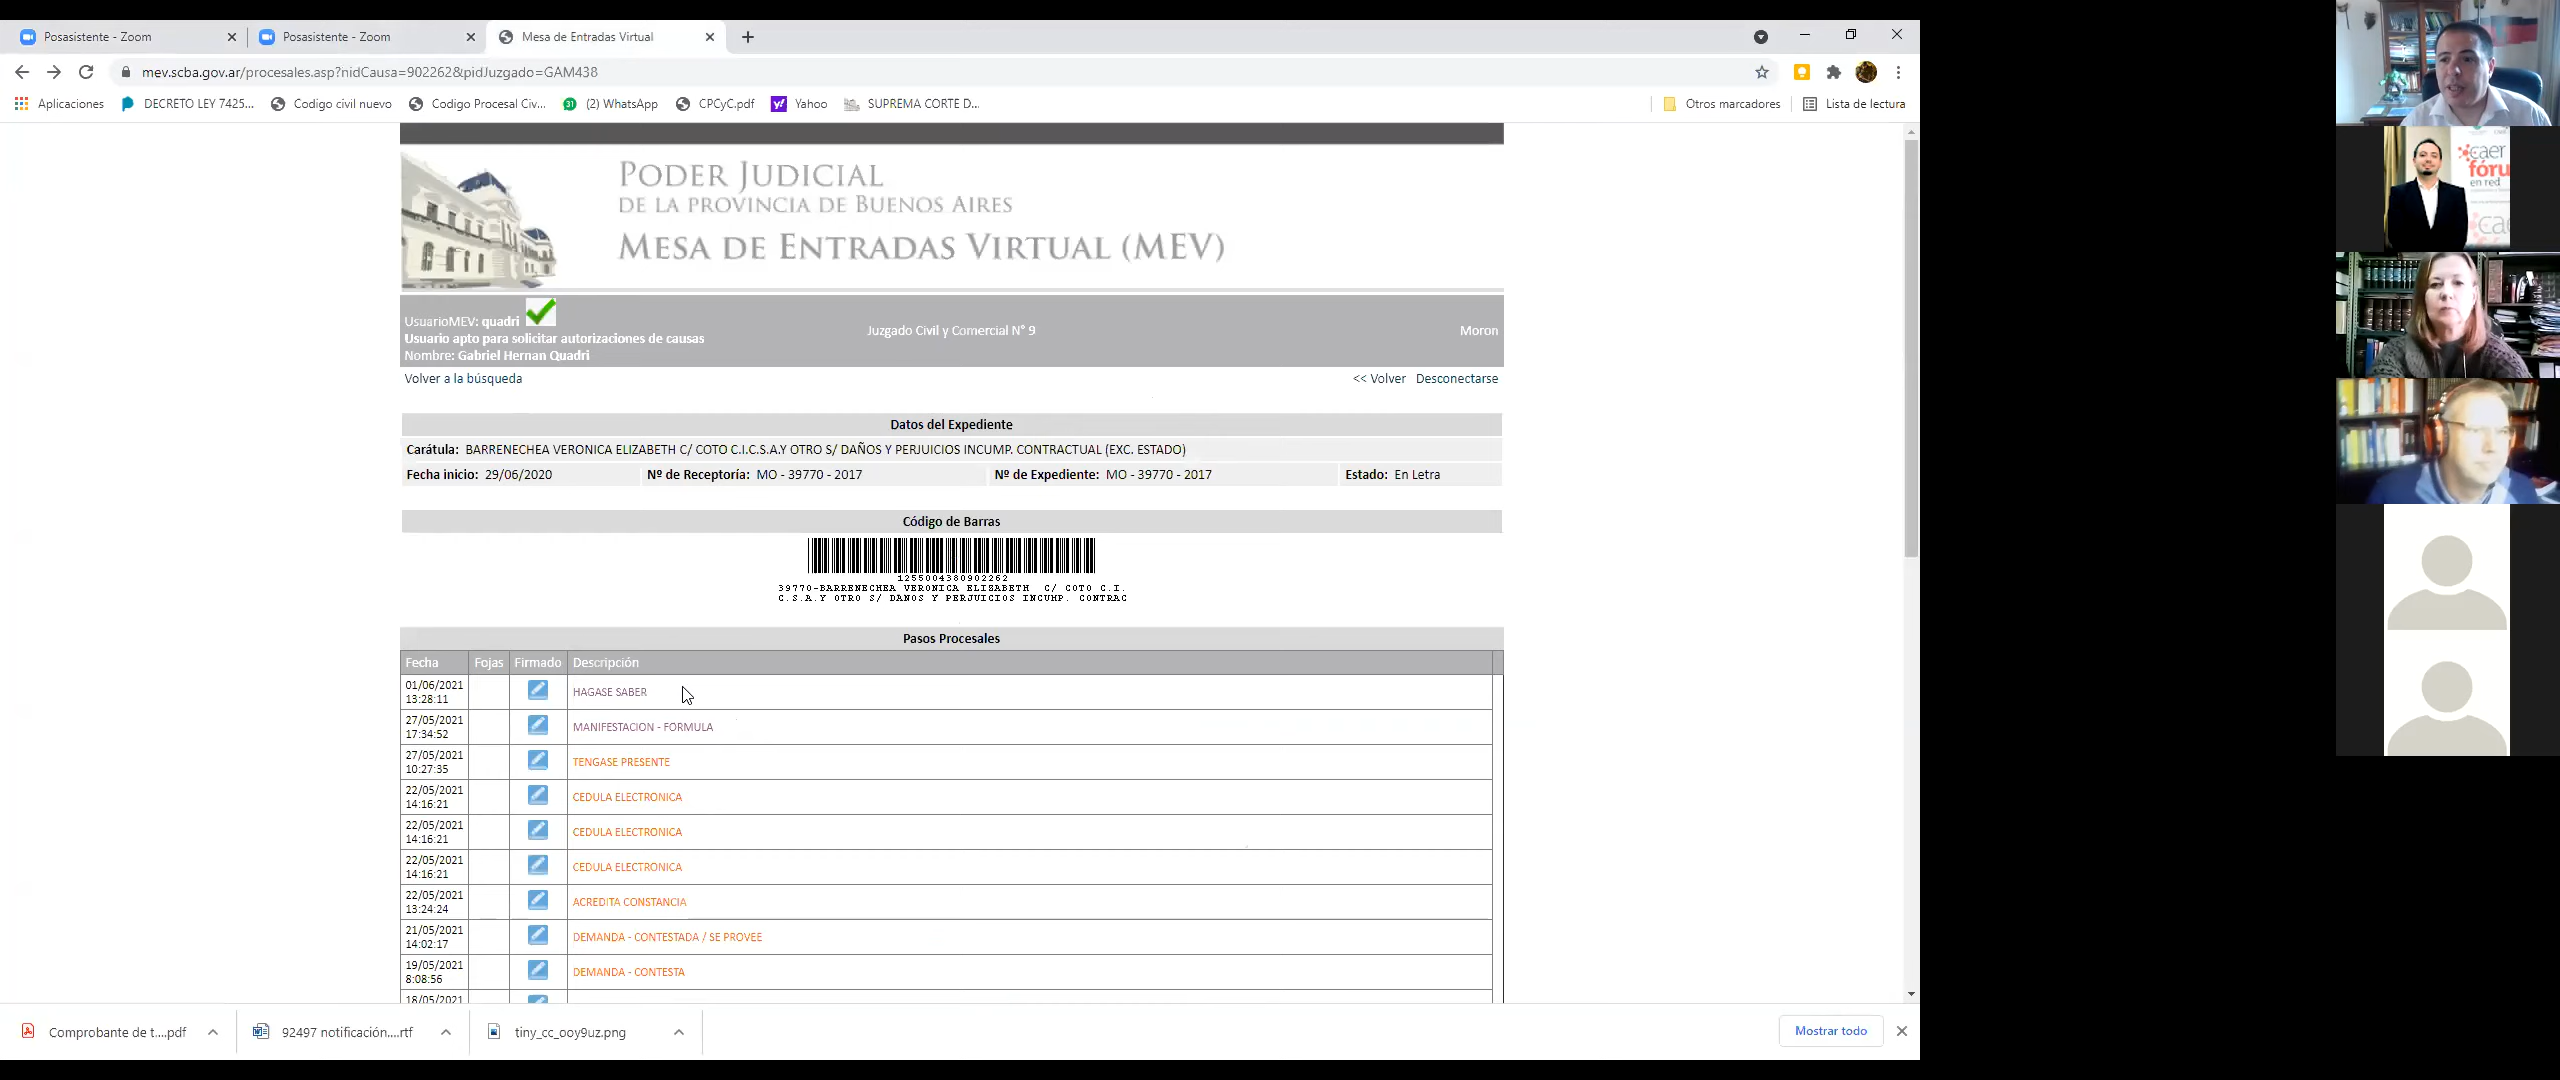 Posasistente - Zoom
Posasistente - Zoom
Mesa de Entradas Virtual
mev.scba.gov.ar/procesales.asp?nidCausa=902262&pidJuzgado=GAM438
Aplicaciones
DECRETO LEY 7425...
Codigo civil nuevo
Codigo Procesal Civ...
(2) WhatsApp
CPCyC.pdf
Yahoo
SUPREMA CORTE D...
Otros marcadores
Lista de lectura
PODER JUDICIAL
DE LA PROVINCIA DE BUENOS AIRES
MESA DE ENTRADAS VIRTUAL (MEV)
UsuarioMEV: quadri
Usuario apto para solicitar autorizaciones de causas
Nombre: Gabriel Hernan Quadri
Juzgado Civil y Comercial N° 9
Moron
Volver a la búsqueda
<< Volver
Desconectarse
Datos del Expediente
Carátula: BARRENECHEA VERONICA ELIZABETH C/ COTO C.I.C.S.A.Y OTRO S/ DAÑOS Y PERJUICIOS INCUMP. CONTRACTUAL (EXC. ESTADO)
Fecha inicio: 29/06/2020 Nº de Receptoría: MO - 39770 - 2017 Nº de Expediente: MO - 39770 - 2017 Estado: En Letra
Código de Barras
1255004380902262
39770-BARRENECHEA VERONICA ELIZABETH C/ COTO C.I.
C.S.A.Y OTRO S/ DANOS Y PERJUICIOS INCUMP. CONTRAC
Pasos Procesales
Fecha Fojas Firmado Descripción
01/06/2021
13:28:11
HAGASE SABER
27/05/2021
17:34:52
MANIFESTACION - FORMULA
27/05/2021
10:27:35
TENGASE PRESENTE
22/05/2021
14:16:21
CEDULA ELECTRONICA
22/05/2021
14:16:21
CEDULA ELECTRONICA
22/05/2021
14:16:21
CEDULA ELECTRONICA
22/05/2021
13:24:24
ACREDITA CONSTANCIA
21/05/2021
14:02:17
DEMANDA - CONTESTADA / SE PROVEE
19/05/2021
8:08:56
DEMANDA - CONTESTA
18/05/2021
Comprobante de t....pdf
92497 notificación....rtf
tiny_cc_ooy9uz.png
Mostrar todo
caer
fóru
en red